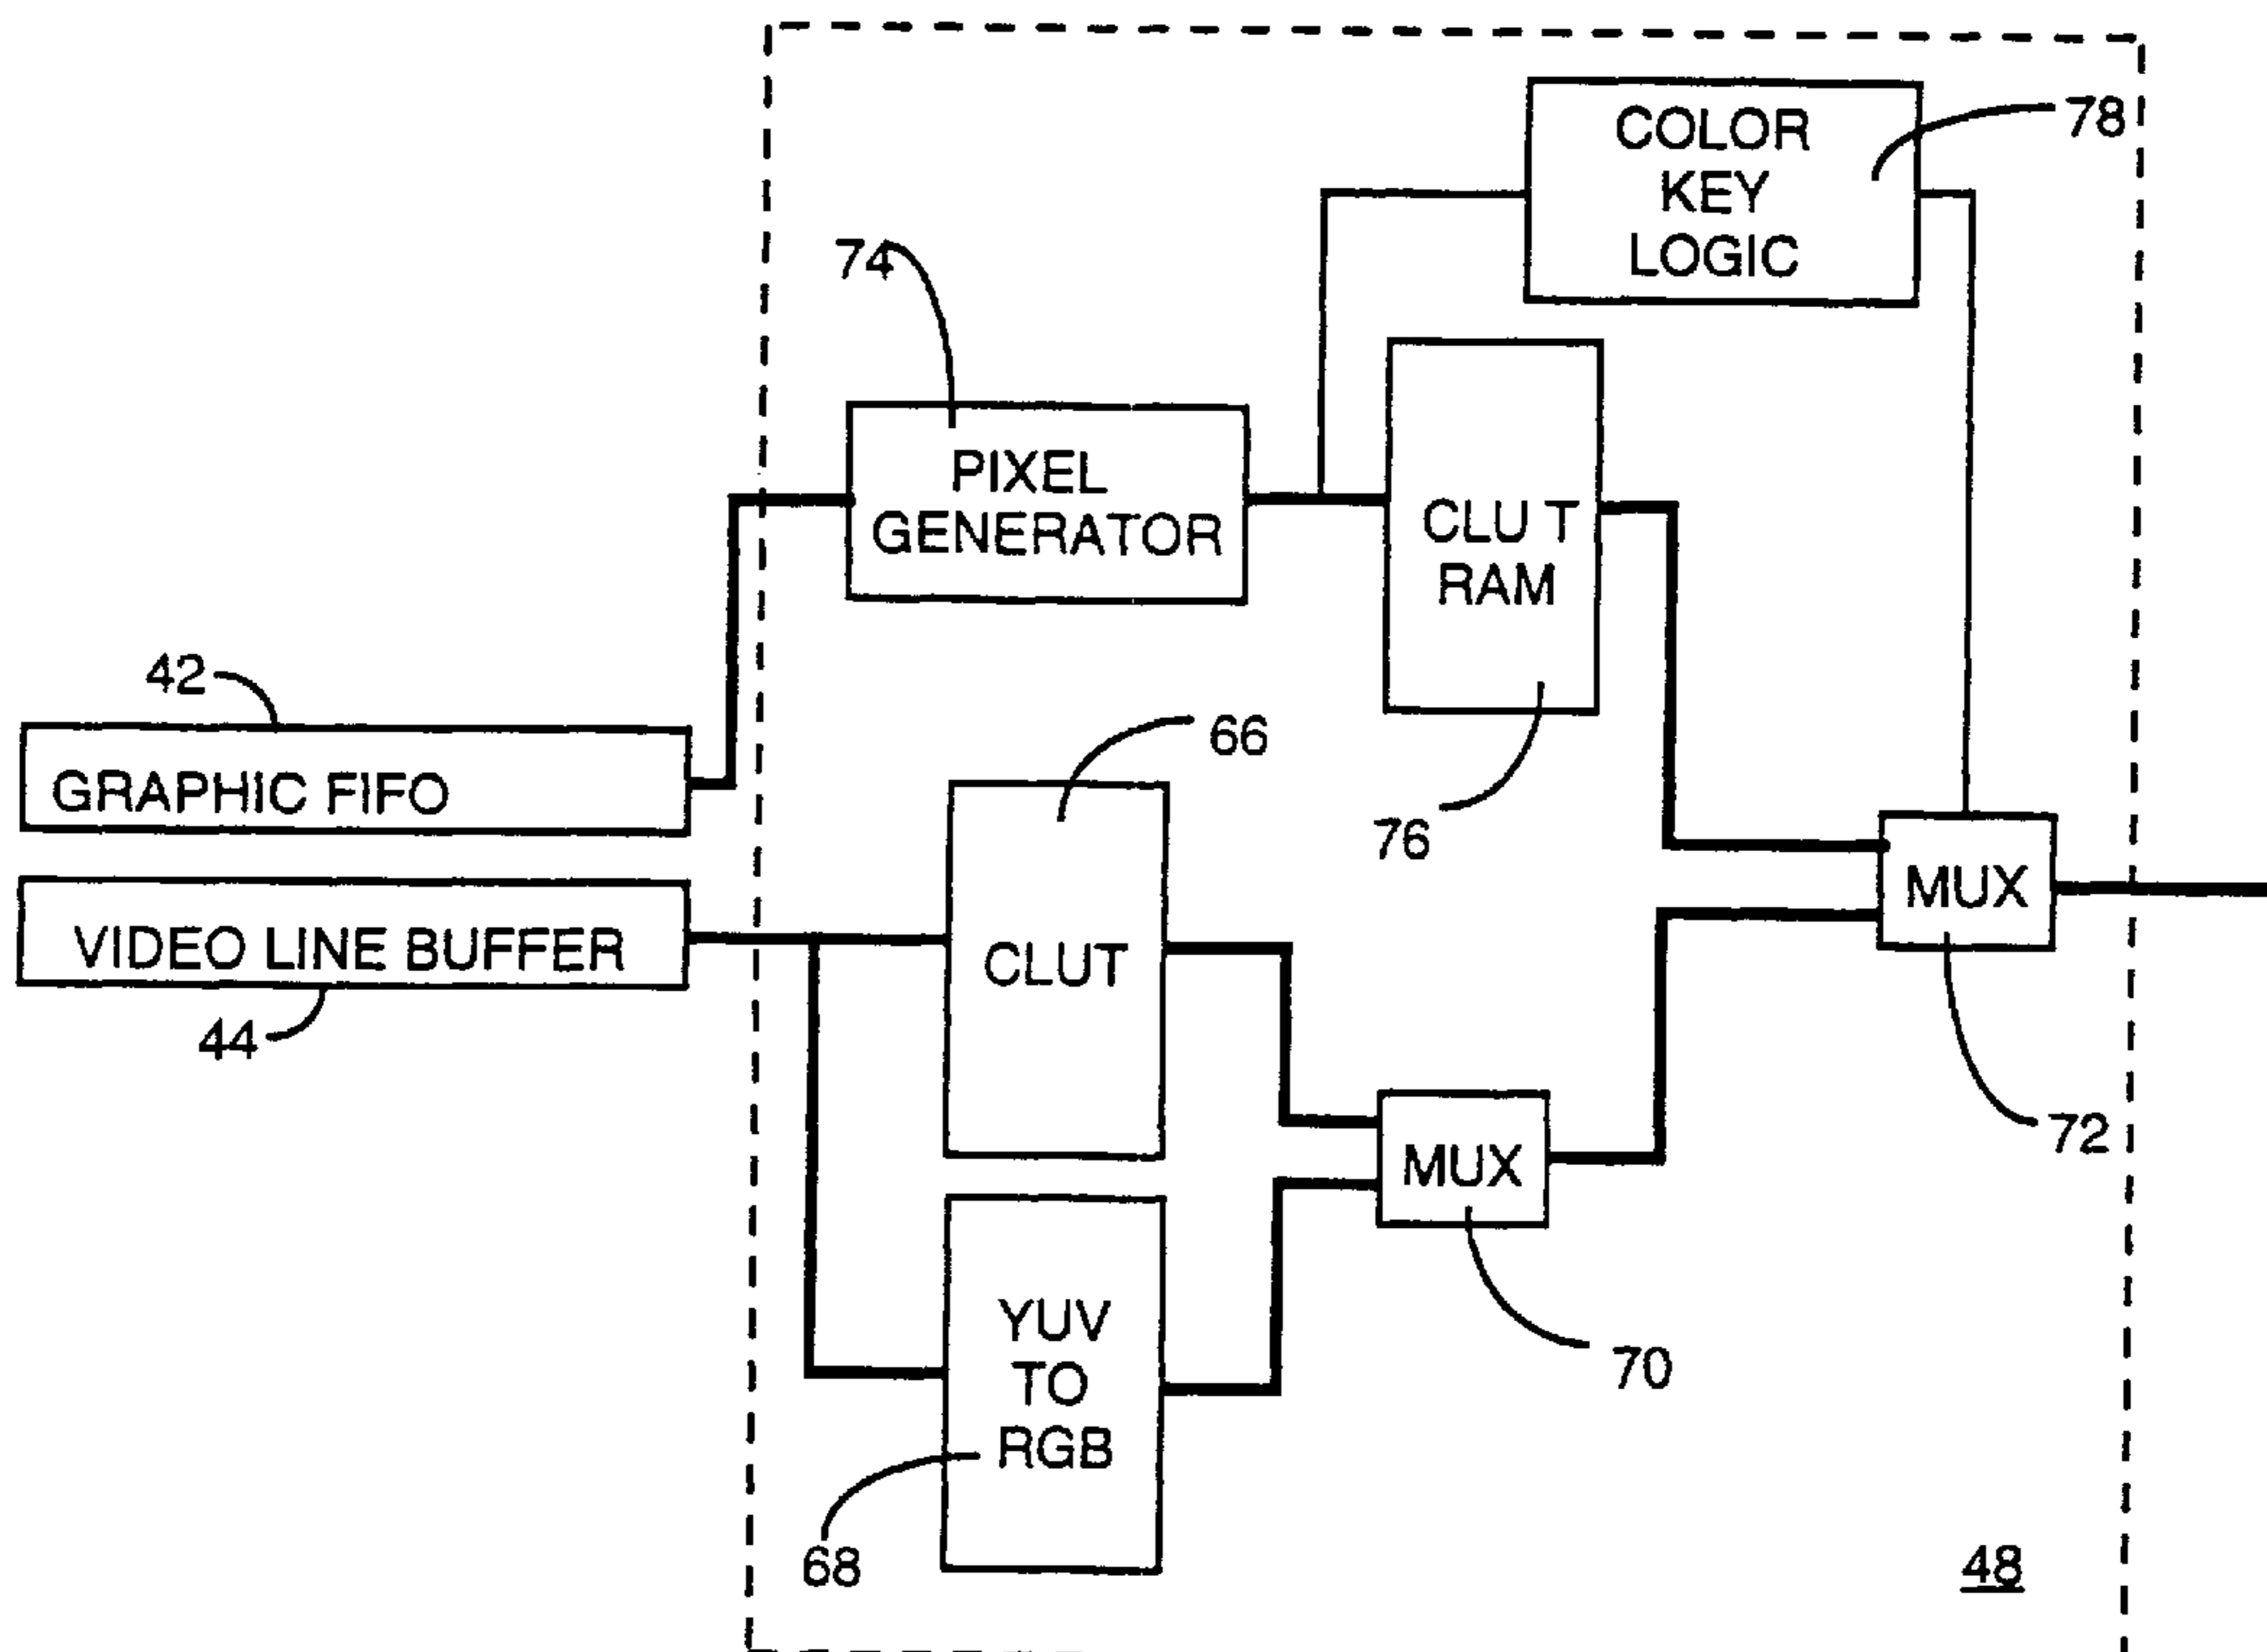 COLOR
KEY
LOGIC
78
74
PIXEL
GENERATOR
CLU T
RAM
42
GRAPHIC FIFO
66
76
VIDEO LINE BUFFER
44
CLUT
MUX
72
MUX
70
YUV
TO
RGB
68
48